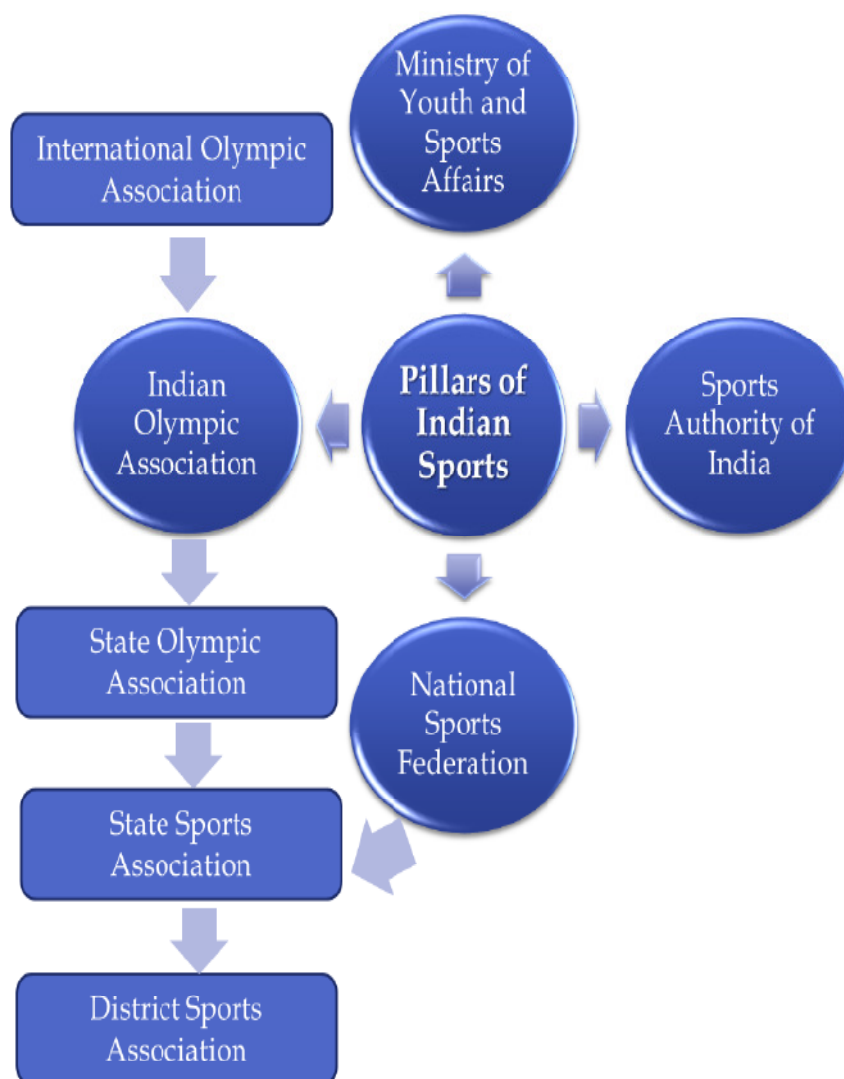 Ministry of
Youth and
Sports
Affairs
International Olympic
Association
Indian
Olympic
Association
Pillars of
Indian
Sports
Sports
Authority of
India
State Olympic
Association
National
Sports
Federation
State Sports
Association
District Sports
Association